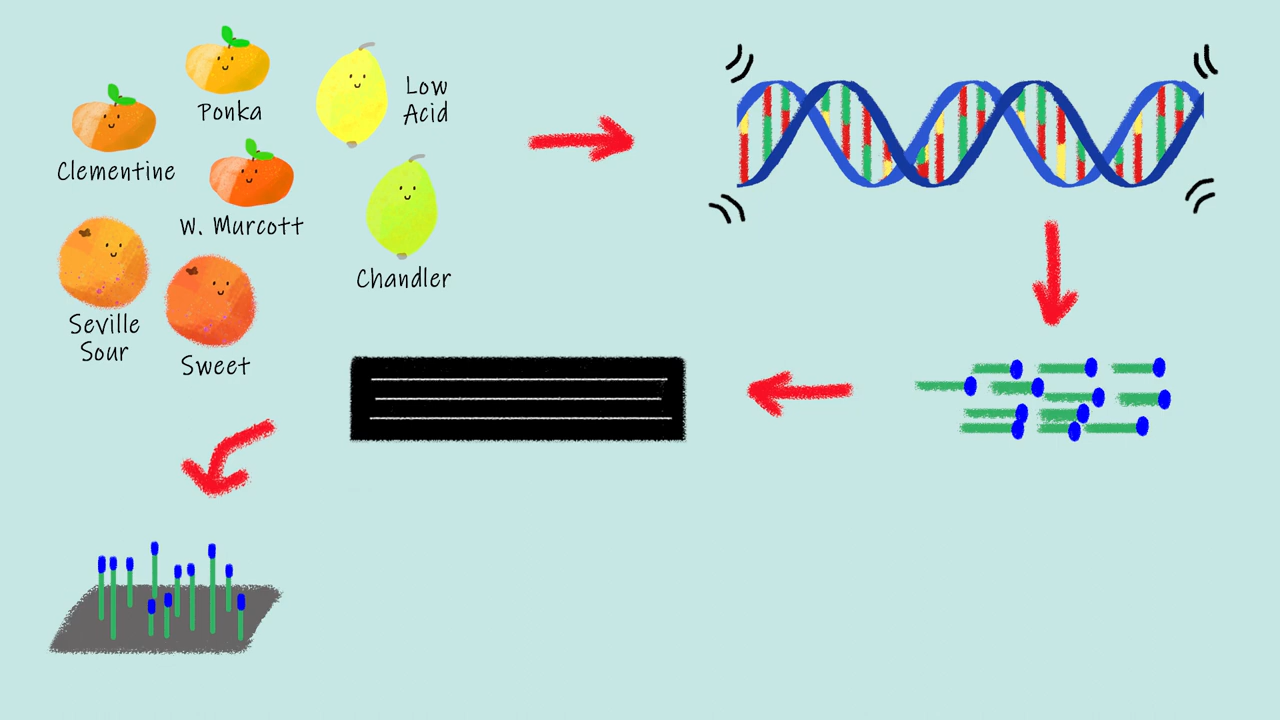 Ponka
Low
Acid
Clementine
W. Murcott
Chandler
Seville
Sour
Sweet